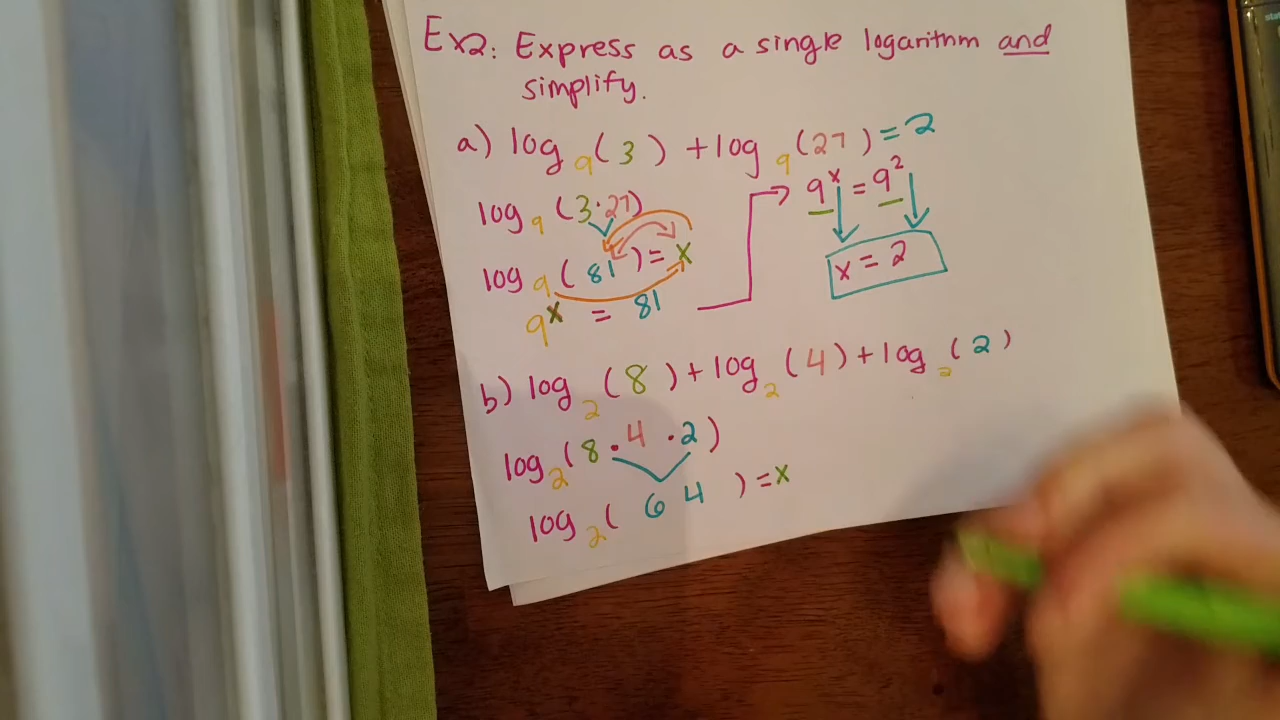 Ex2: Express as a single logarithm and
simplify.
a) log₉(3) + log₉(27) = 2
log₉(3·27)
log₉(81) = x
9ˣ = 81
9ˣ = 9²
x = 2
b) log₂(8) + log₂(4) + log₂(2)
log₂(8·4·2)
log₂(64) = x